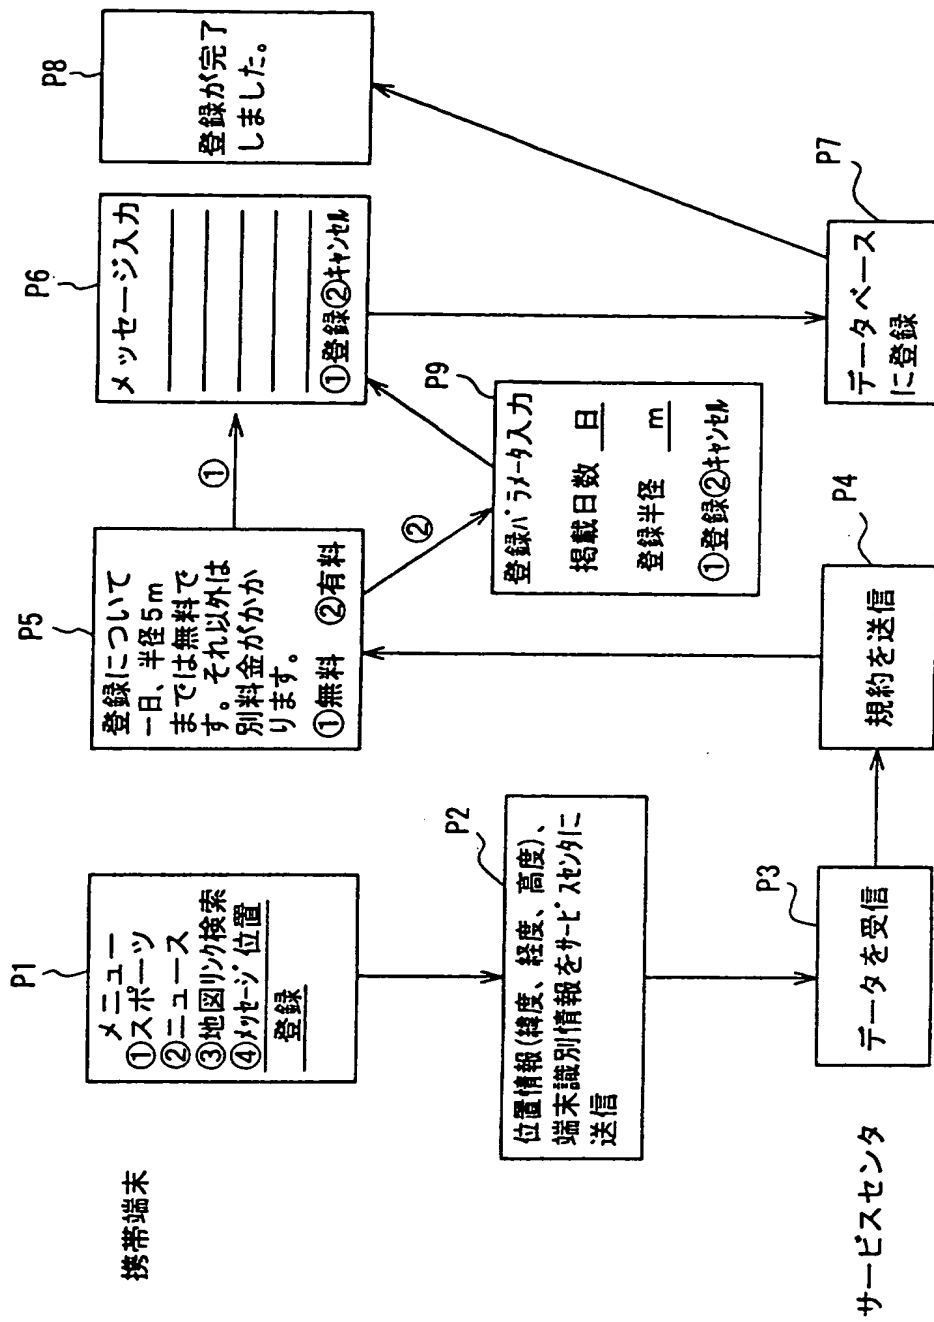 携帯端末
P1
メニュー
①スポーツ
②ニュース
③地図リンク検索
④メッセージ位置
登録
P2
位置情報(緯度、経度、高度)、
端末識別情報をサービスセンタに
送信
サービスセンタ
P3
データを受信
P4
規約を送信
P5
登録について
一日、半径5m
までは無料で
す。それ以外は
別料金がかか
ります。
①無料 ②有料
①
②
P9
登録パラメータ入力
掲載日数 日
登録半径 m
①登録②キャンセル
P6
メッセージ入力
①登録②キャンセル
P7
データベース
に登録
P8
登録が完了
しました。